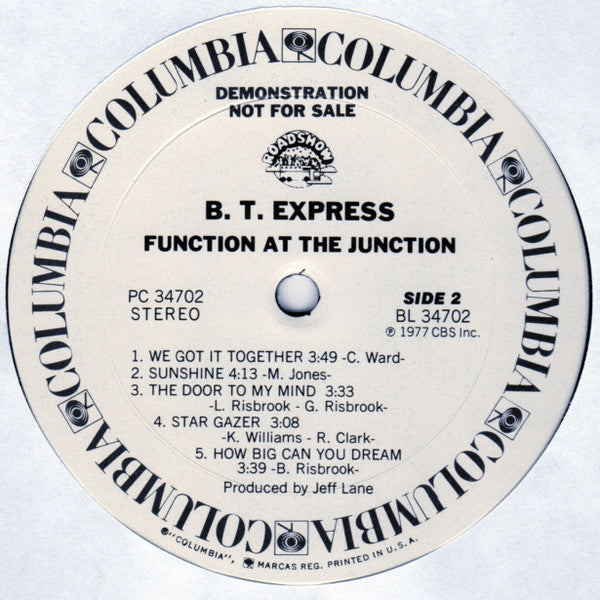 COLUMBIA COLUMBIA COLUMBIA COLUMBIA COLUMBIA COLUMBIA COLUMBIA COLUMBIA
DEMONSTRATION
NOT FOR SALE
ROADSHOW
B. T. EXPRESS
FUNCTION AT THE JUNCTION
PC 34702
STEREO
SIDE 2
BL 34702
℗ 1977 CBS Inc.
1. WE GOT IT TOGETHER 3:49 -C. Ward-
2. SUNSHINE 4:13 -M. Jones-
3. THE DOOR TO MY MIND 3:33
-L. Risbrook - G. Risbrook-
4. STAR GAZER 3:08
-K. Williams - R. Clark-
5. HOW BIG CAN YOU DREAM
3:39 -B. Risbrook-
Produced by Jeff Lane
®"COLUMBIA", MARCAS REG. PRINTED IN U.S.A.